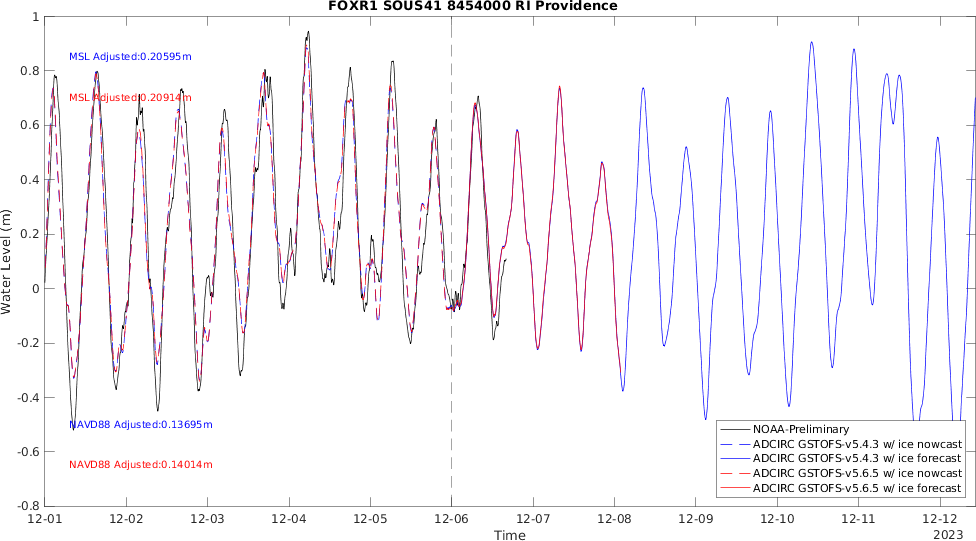 FOXR1 SOUS41 8454000 RI Providence
1
0.8
0.6
0.4
0.2
0
-0.2
-0.4
-0.6
-0.8
Water Level (m)
MSL Adjusted:0.20595m
MSL Adjusted:0.20914m
NAVD88 Adjusted:0.13695m
NAVD88 Adjusted:0.14014m
NOAA-Preliminary
ADCIRC GSTOFS-v5.4.3 w/ ice nowcast
ADCIRC GSTOFS-v5.4.3 w/ ice forecast
ADCIRC GSTOFS-v5.6.5 w/ ice nowcast
ADCIRC GSTOFS-v5.6.5 w/ ice forecast
12-01 12-02 12-03 12-04 12-05 12-06 12-07 12-08 12-09 12-10 12-11 12-12
Time
2023